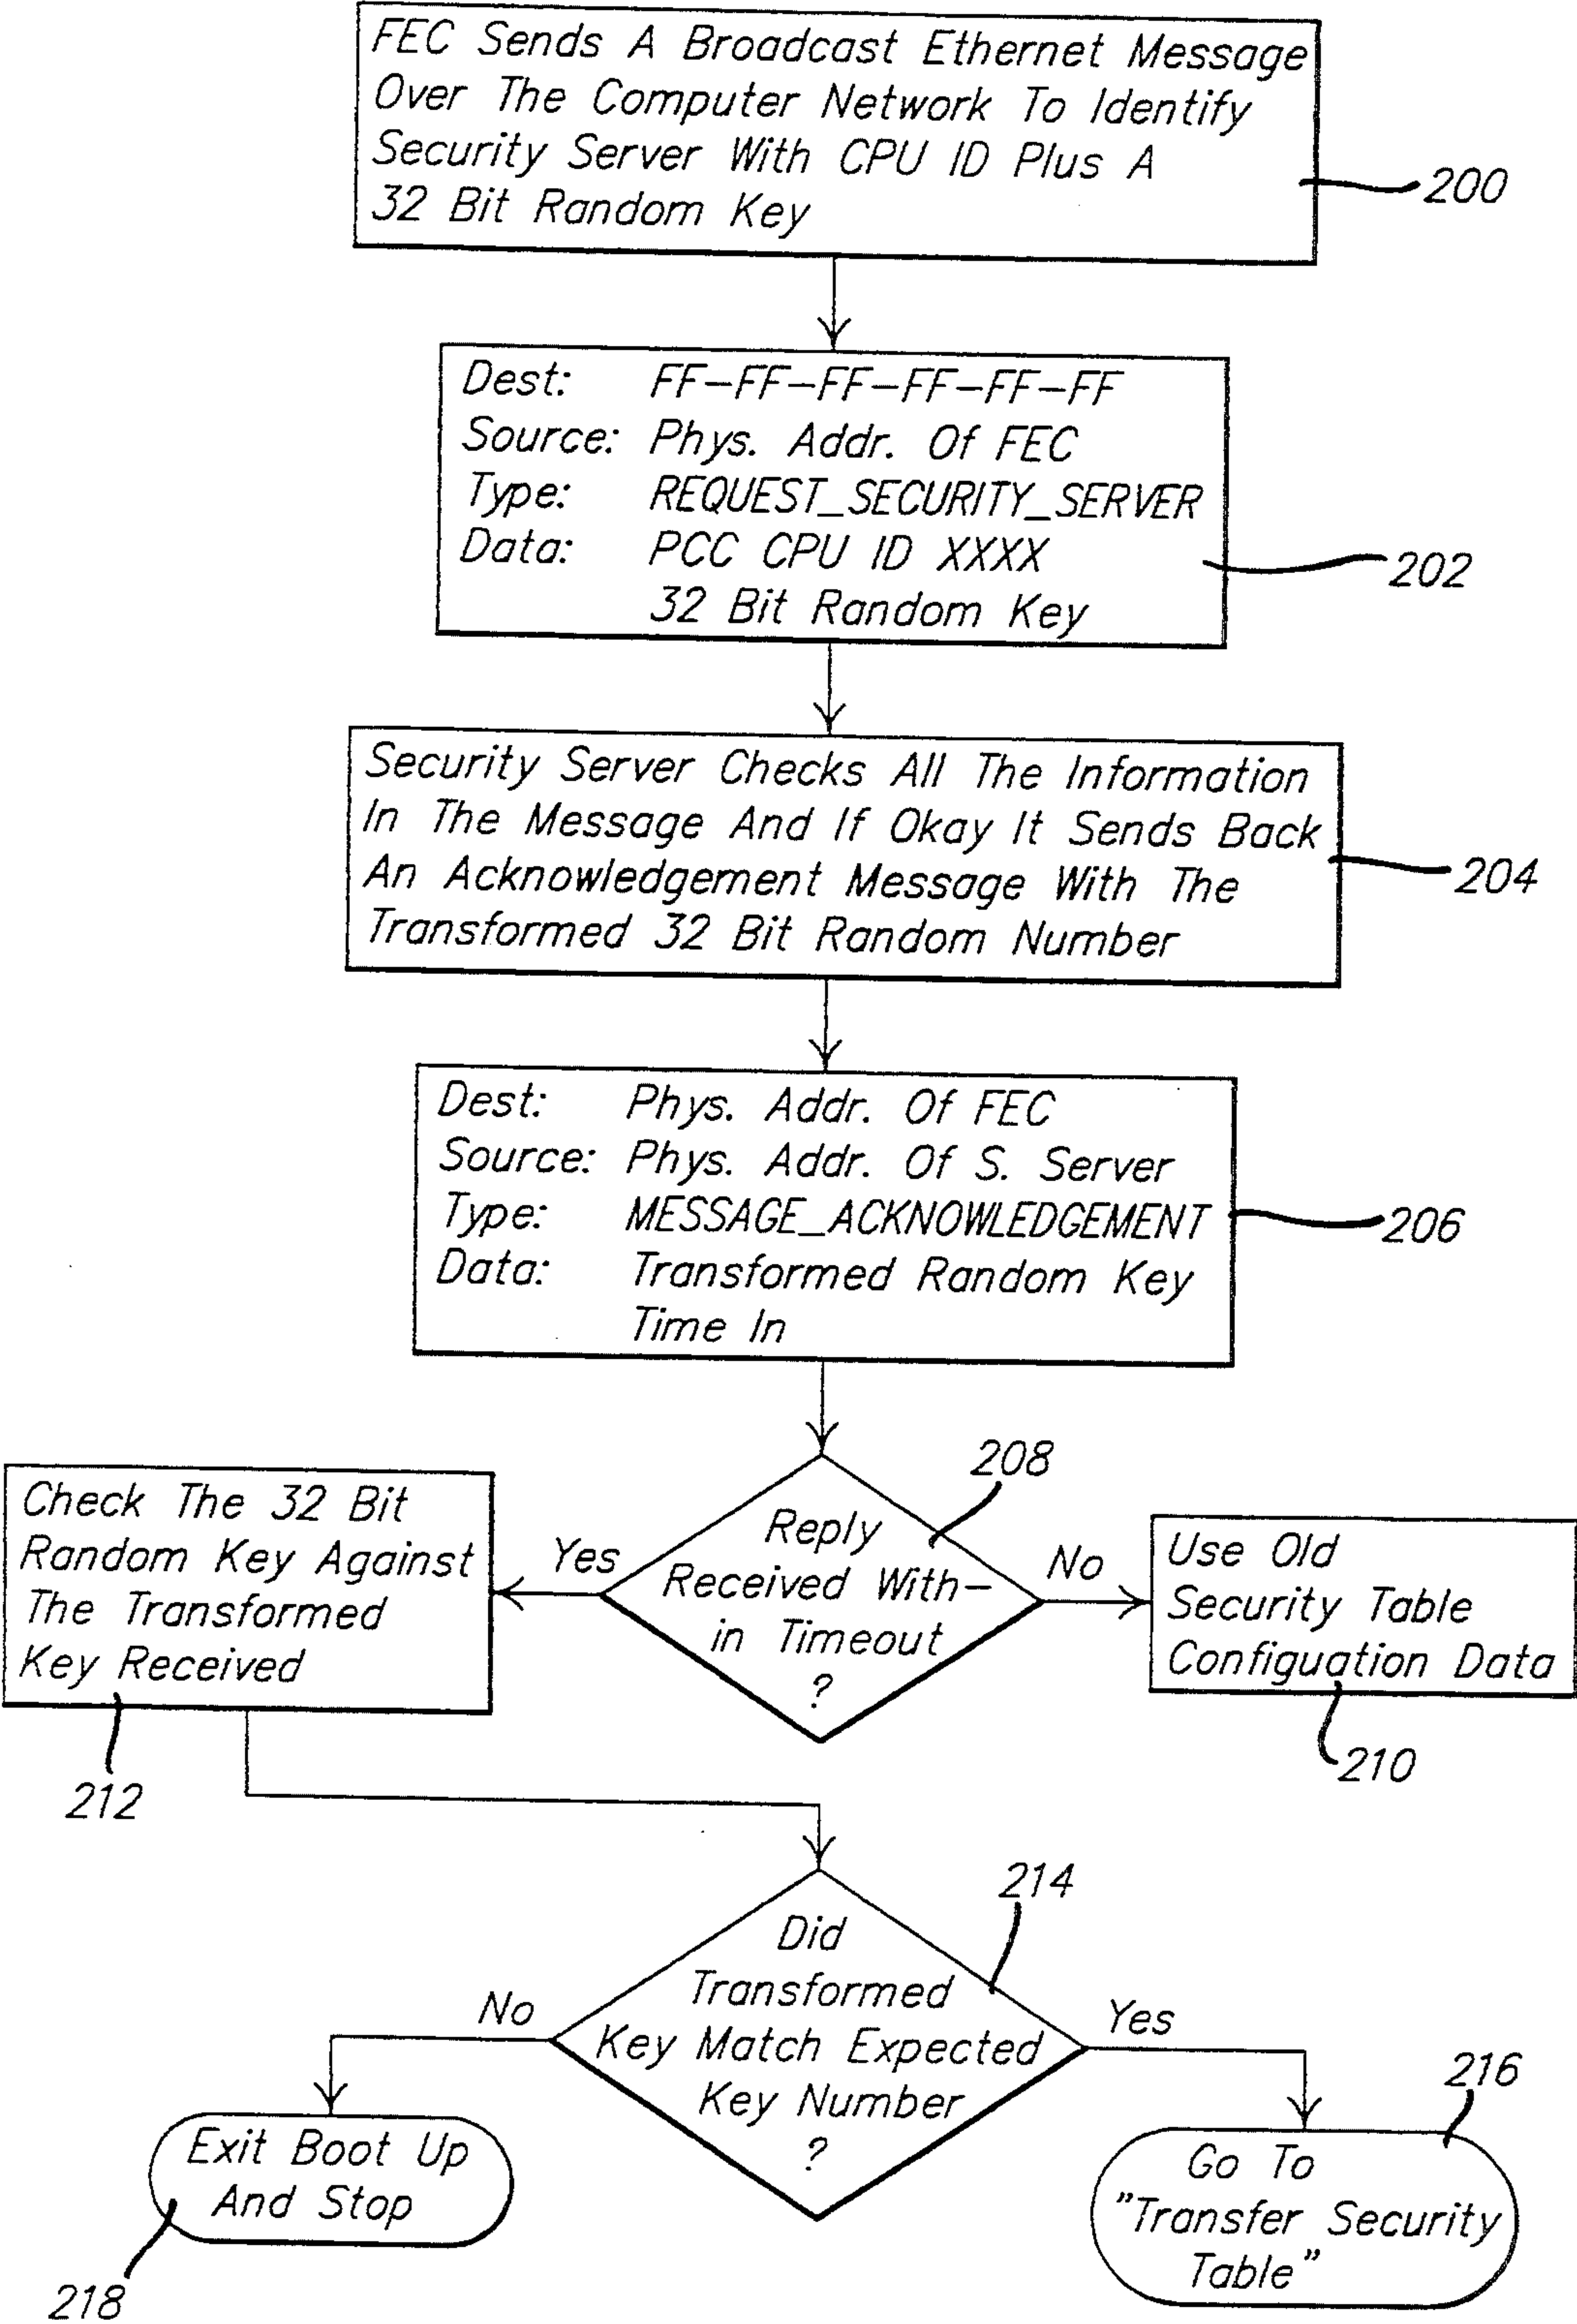 FEC Sends A Broadcast Ethernet Message
Over The Computer Network To Identify
Security Server With CPU ID Plus A
32 Bit Random Key
200
Dest: FF-FF-FF-FF-FF-FF
Source: Phys. Addr. Of FEC
Type: REQUEST_SECURITY_SERVER
Data: PCC CPU ID XXXX
32 Bit Random Key
202
Security Server Checks All The Information
In The Message And If Okay It Sends Back
An Acknowledgement Message With The
Transformed 32 Bit Random Number
204
Dest: Phys. Addr. Of FEC
Source: Phys. Addr. Of S. Server
Type: MESSAGE_ACKNOWLEDGEMENT
Data: Transformed Random Key
Time In
206
208
Reply
Received With-
in Timeout
?
Yes
No
Check The 32 Bit
Random Key Against
The Transformed
Key Received
212
Use Old
Security Table
Configuation Data
210
214
Did
Transformed
Key Match Expected
Key Number
?
No
Yes
Exit Boot Up
And Stop
218
216
Go To
"Transfer Security
Table"